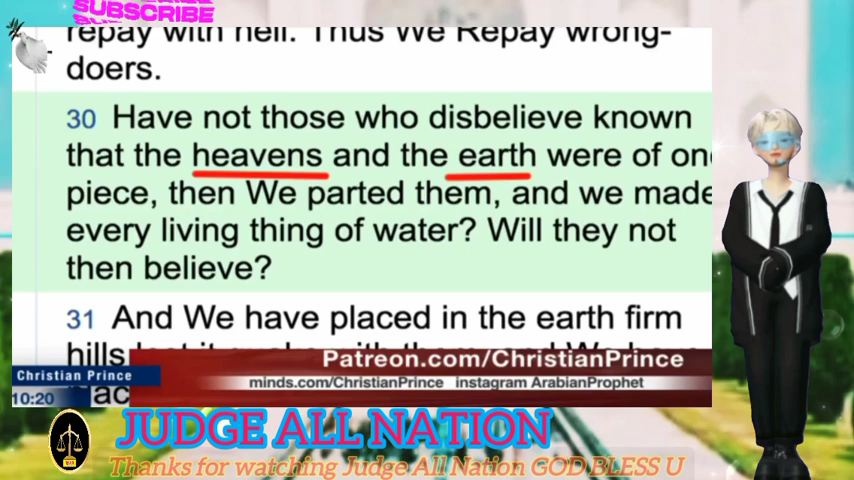 SUBSCRIBE
repay with hell. Thus We Repay wrong-
doers.
30 Have not those who disbelieve known
that the heavens and the earth were of one
piece, then We parted them, and we made
every living thing of water? Will they not
then believe?
31 And We have placed in the earth firm
hills
Patreon.com/ChristianPrince
Christian Prince
minds.com/ChristianPrince instagram ArabianProphet
10:20
JUDGE ALL NATION
Thanks for watching Judge All Nation GOD BLESS U